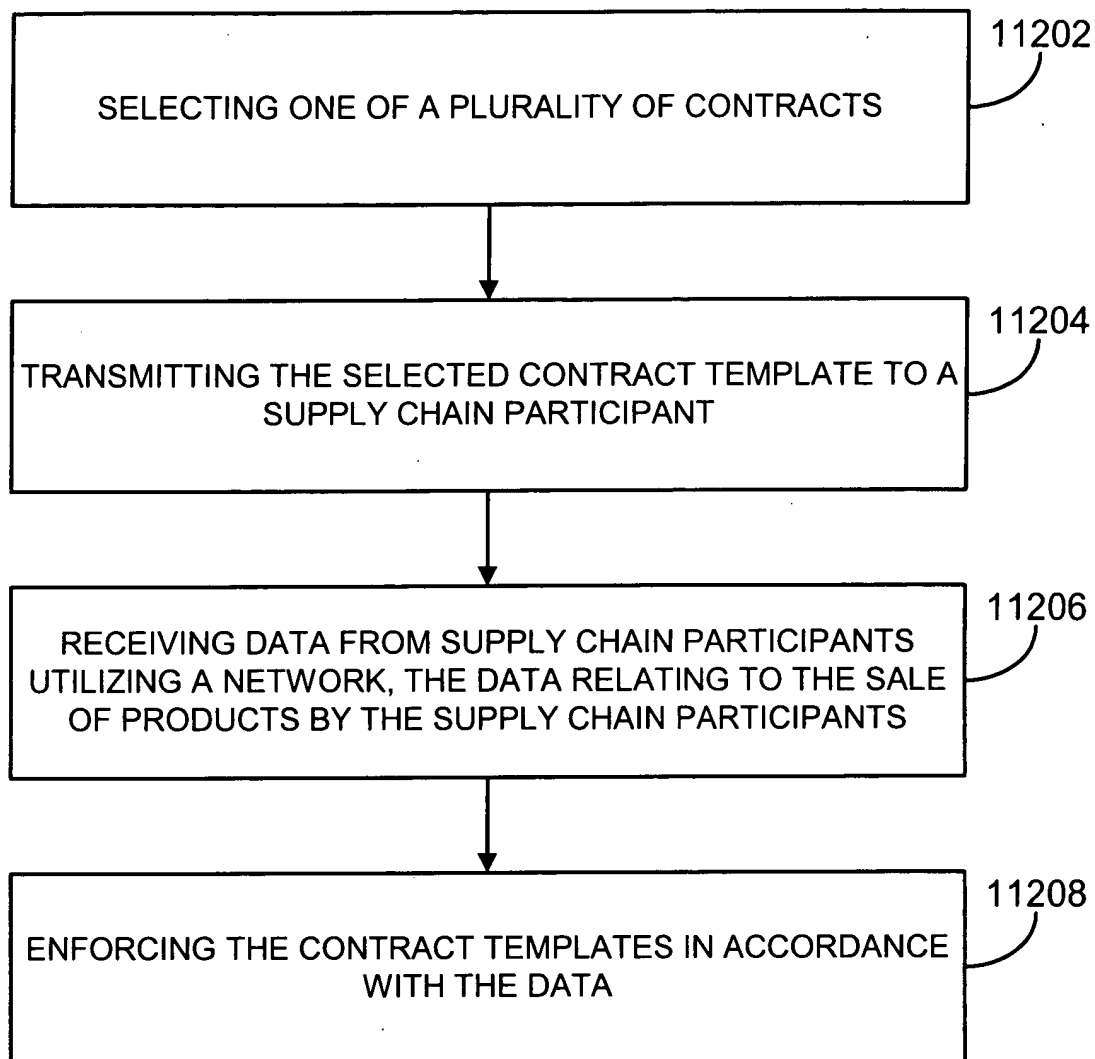 11202
SELECTING ONE OF A PLURALITY OF CONTRACTS
11204
TRANSMITTING THE SELECTED CONTRACT TEMPLATE TO A
SUPPLY CHAIN PARTICIPANT
11206
RECEIVING DATA FROM SUPPLY CHAIN PARTICIPANTS
UTILIZING A NETWORK, THE DATA RELATING TO THE SALE
OF PRODUCTS BY THE SUPPLY CHAIN PARTICIPANTS
11208
ENFORCING THE CONTRACT TEMPLATES IN ACCORDANCE
WITH THE DATA